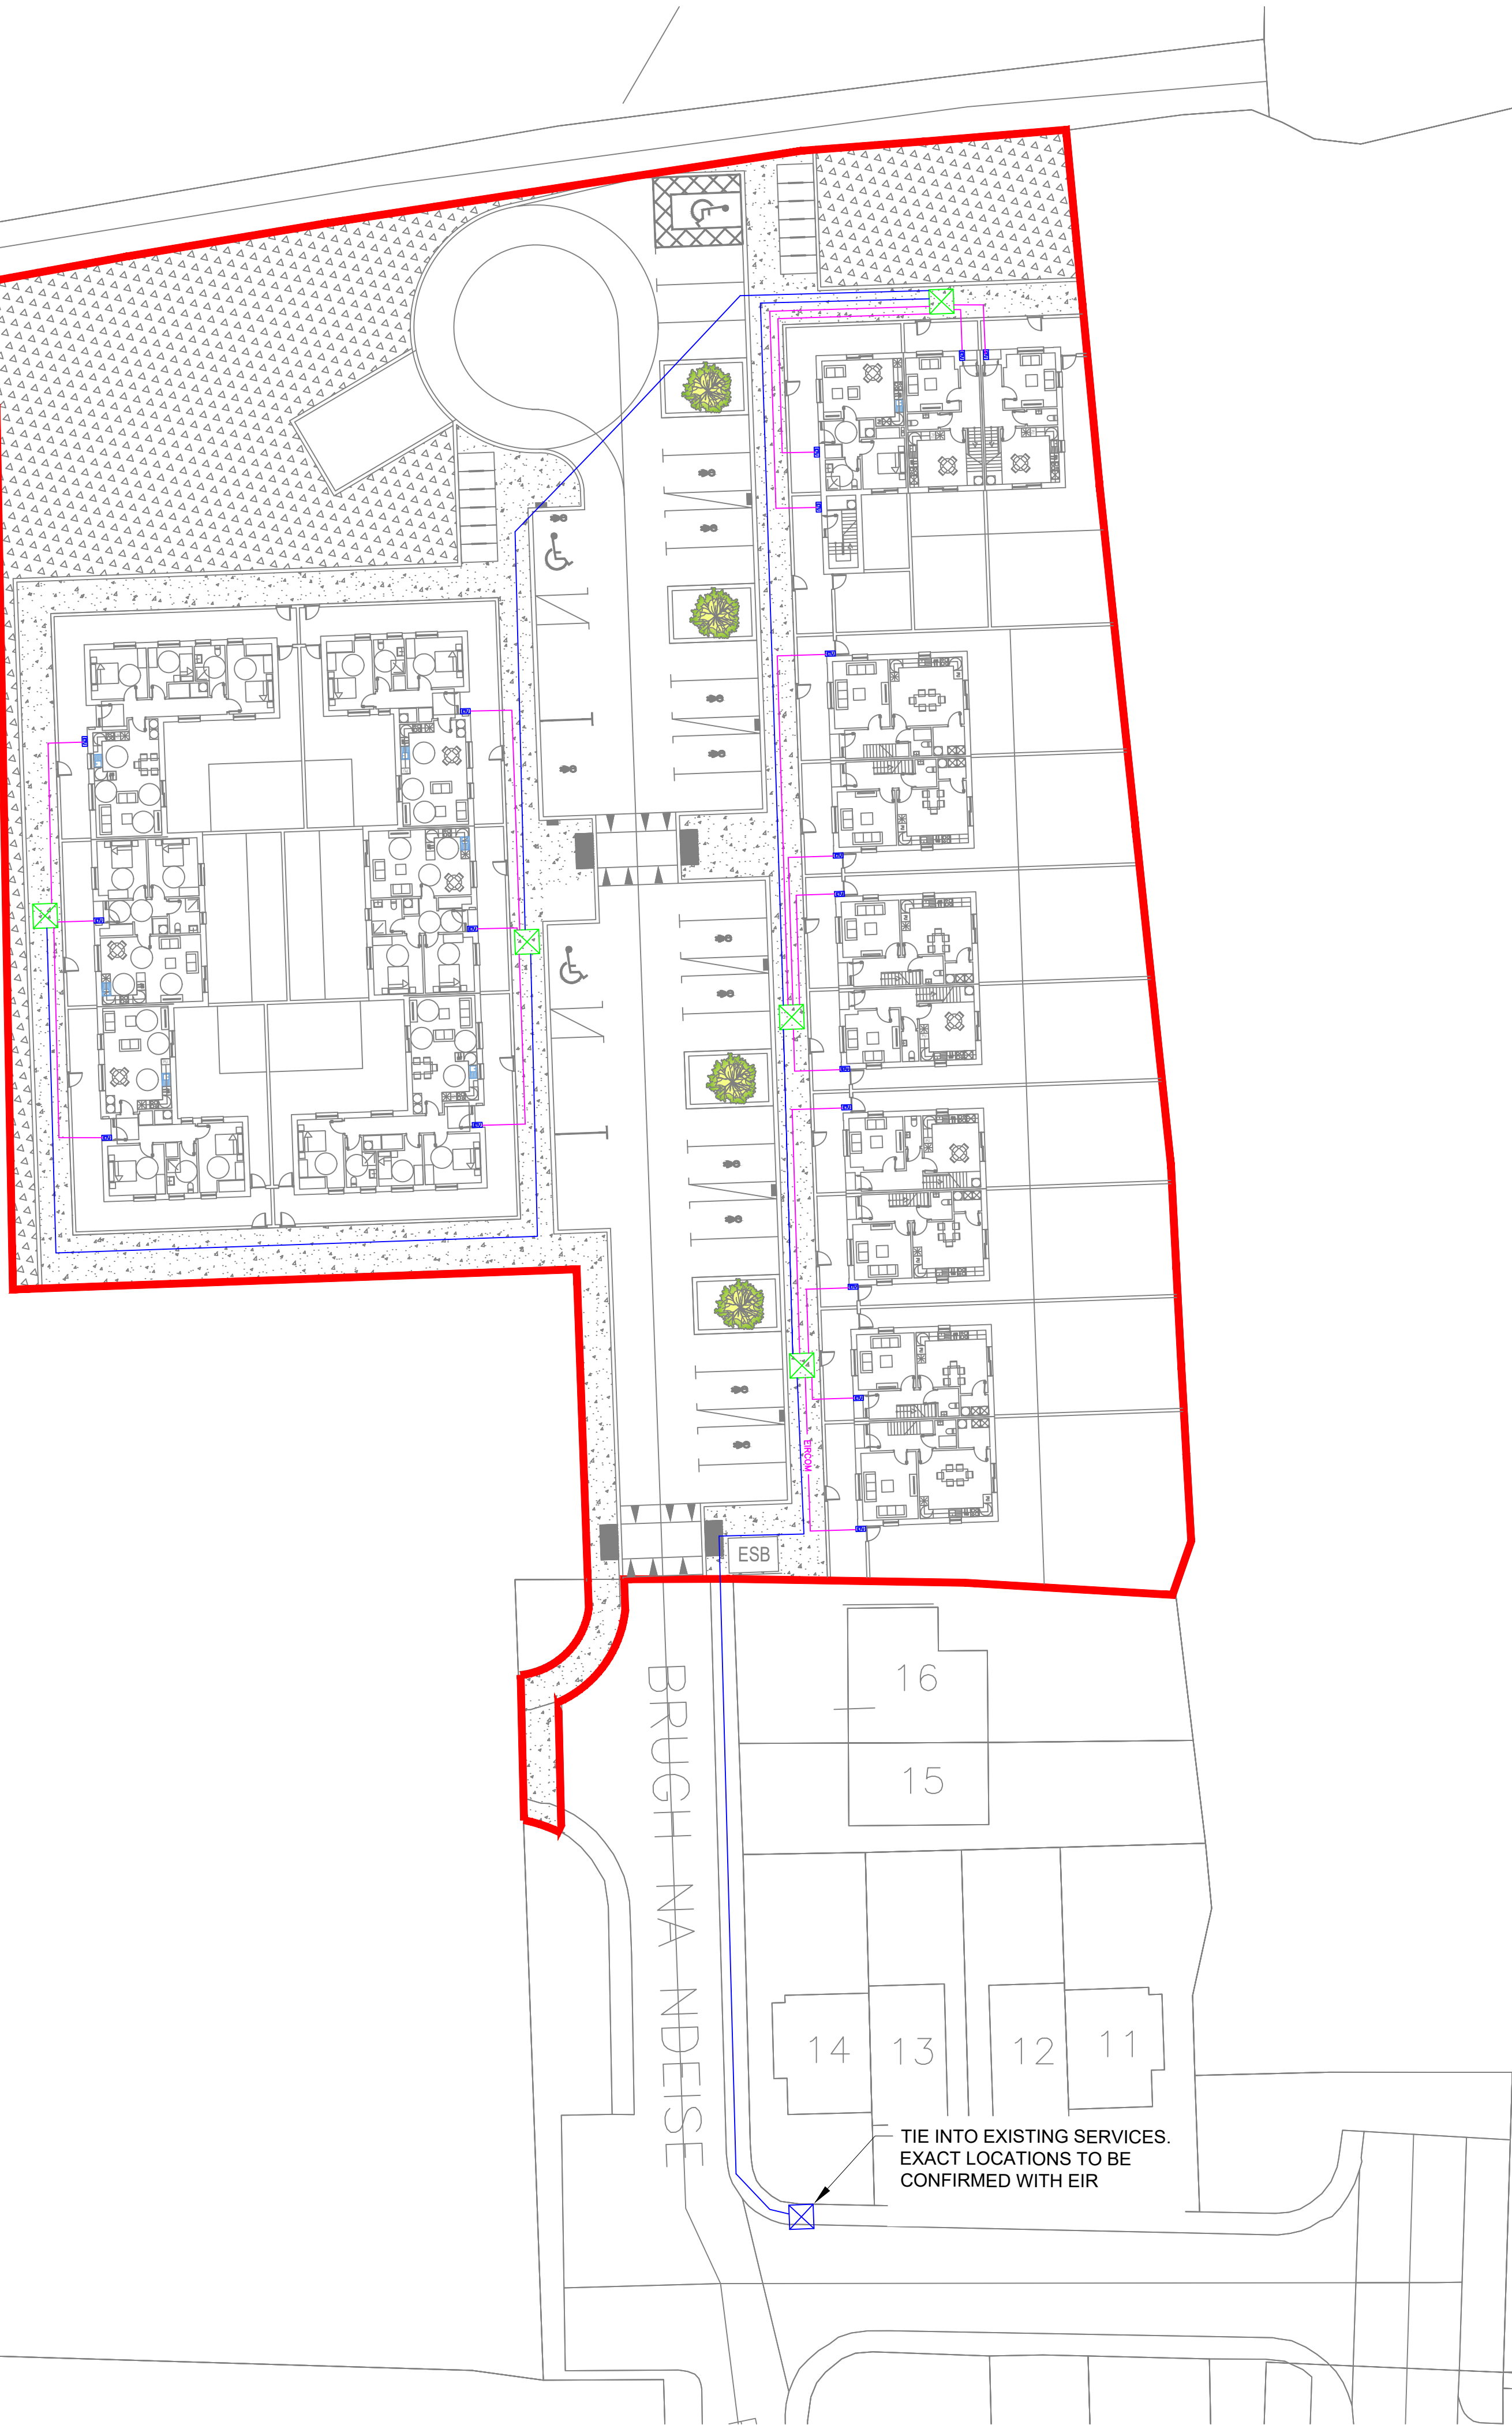 EIRCOM
ESB
16
15
BRUGH NA NDEISE
14
13
12
11
TIE INTO EXISTING SERVICES.
EXACT LOCATIONS TO BE
CONFIRMED WITH EIR